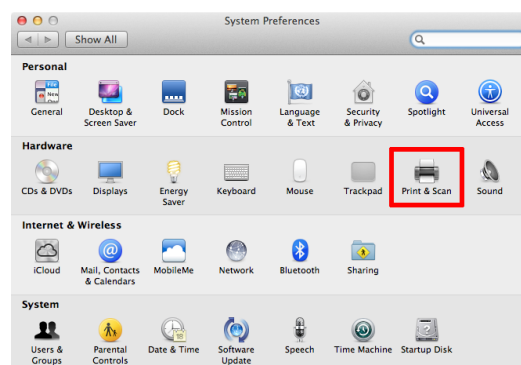 System Preferences
Show All
Personal
General
Desktop &
Screen Saver
Dock
Mission
Control
Language
& Text
Security
& Privacy
Spotlight
Universal
Access
Hardware
CDs & DVDs
Displays
Energy
Saver
Keyboard
Mouse
Trackpad
Print & Scan
Sound
Internet & Wireless
iCloud
Mail, Contacts
& Calendars
MobileMe
Network
Bluetooth
Sharing
System
Users &
Groups
Parental
Controls
Date & Time
Software
Update
Speech
Time Machine
Startup Disk